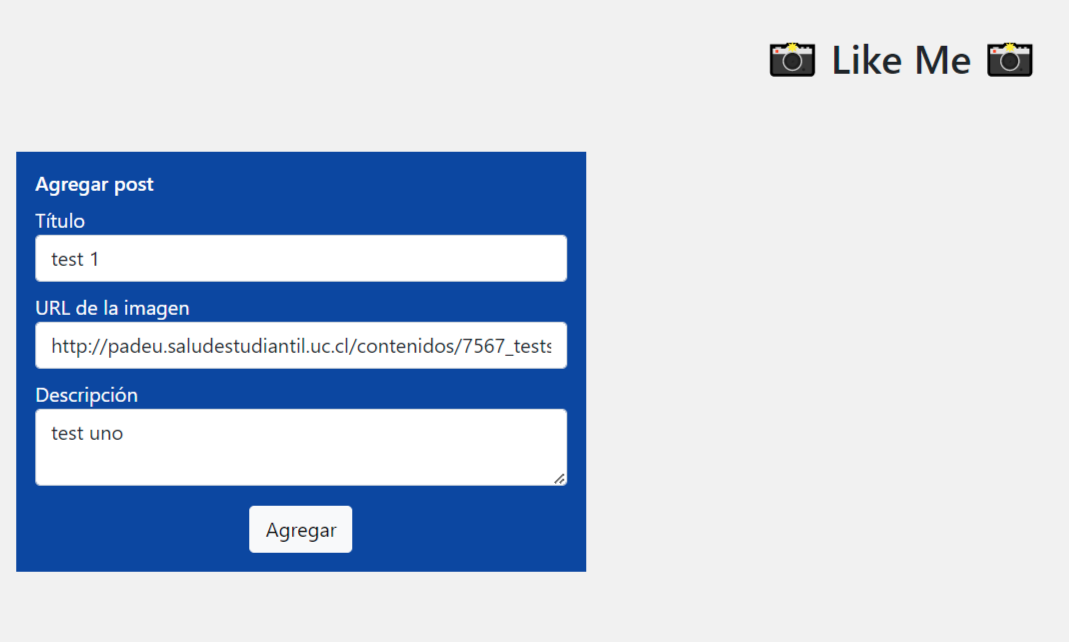 📷 Like Me 📷
Agregar post
Título
test 1
URL de la imagen
http://padeu.saludestudiantil.uc.cl/contenidos/7567_tests
Descripción
test uno
Agregar